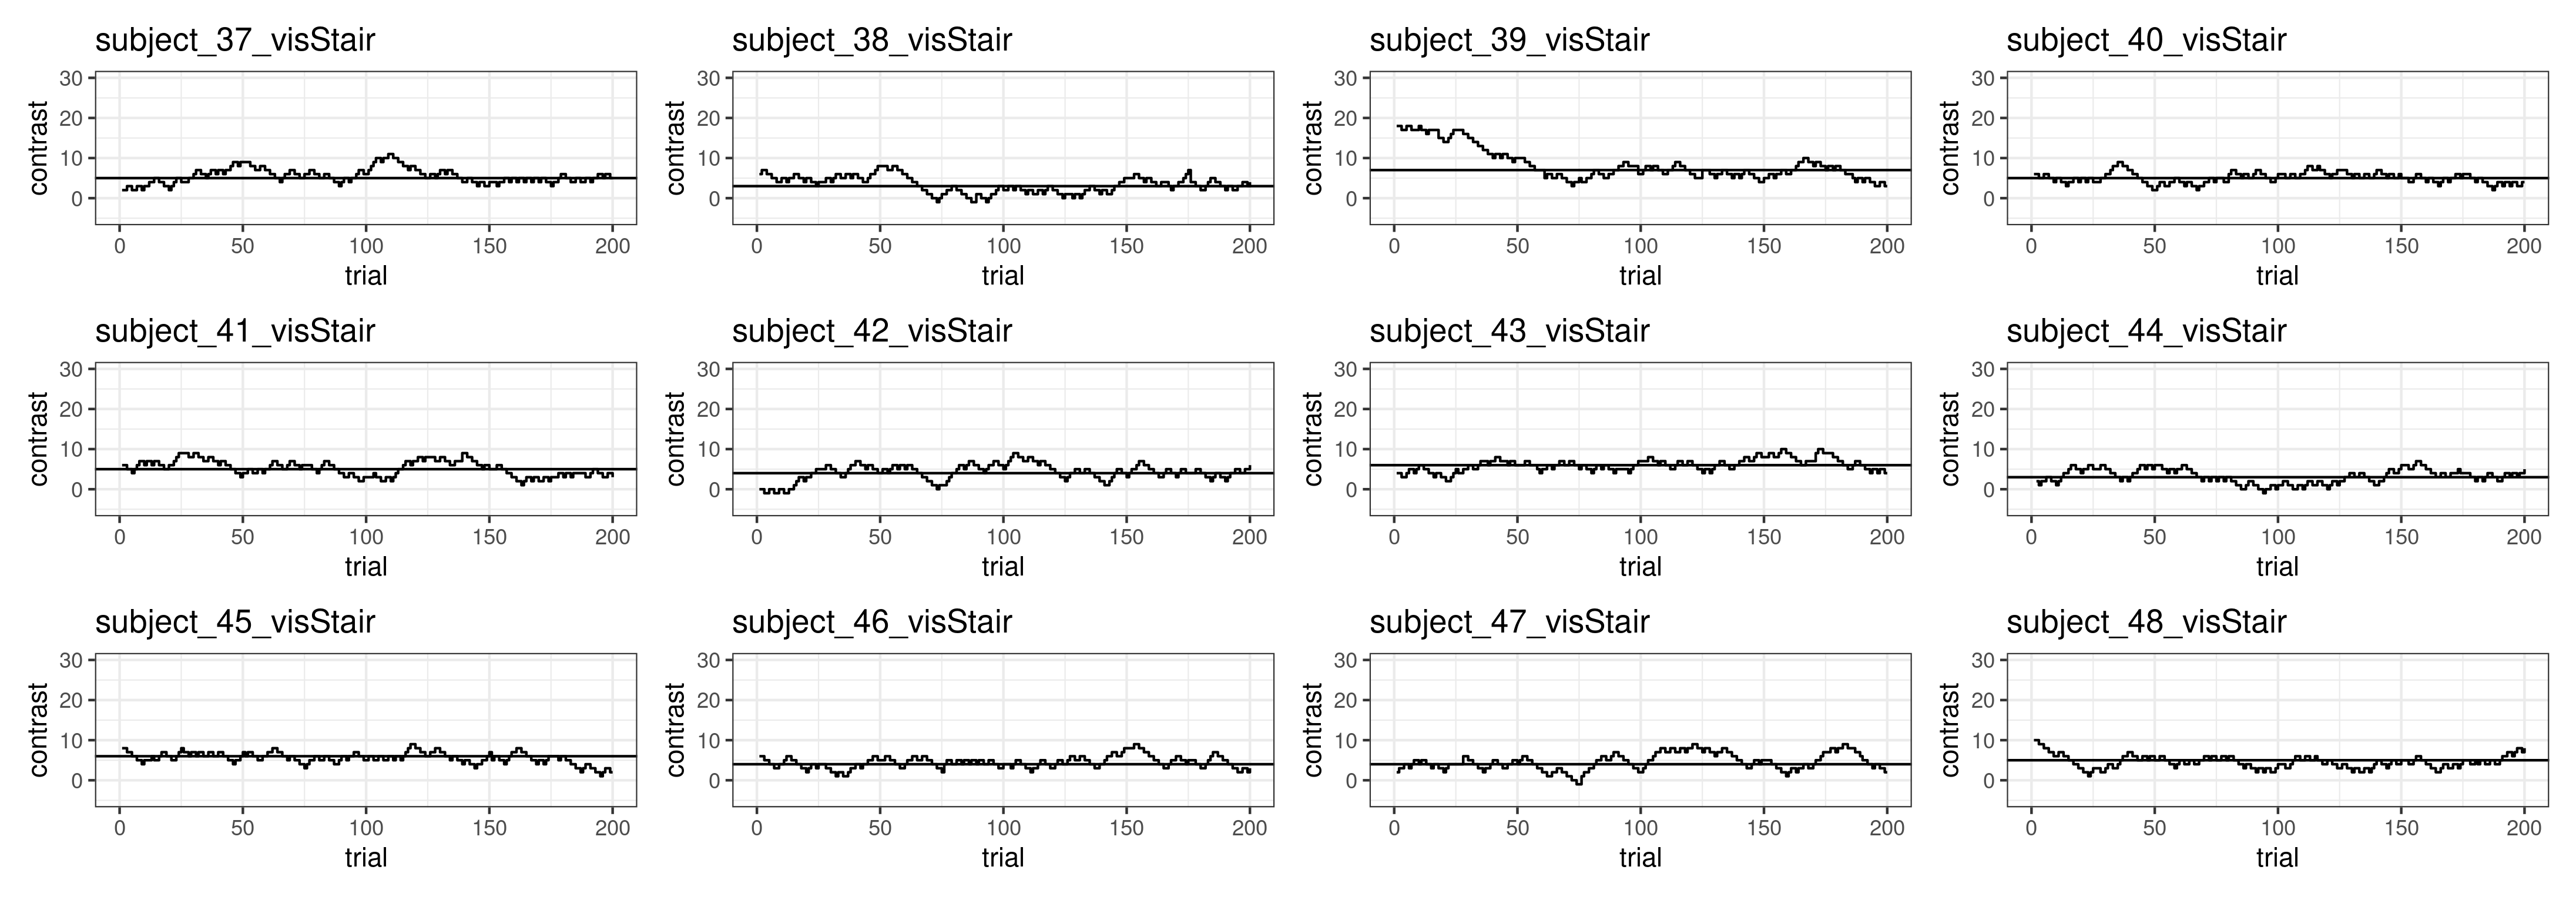 subject_37_visStair
subject_38_visStair
subject_39_visStair
subject_40_visStair
contrast
30
20
10
0
0 50 100 150 200
trial
contrast
30
20
10
0
0 50 100 150 200
trial
contrast
30
20
10
0
0 50 100 150 200
trial
contrast
30
20
10
0
0 50 100 150 200
trial
subject_41_visStair
subject_42_visStair
subject_43_visStair
subject_44_visStair
contrast
30
20
10
0
0 50 100 150 200
trial
contrast
30
20
10
0
0 50 100 150 200
trial
contrast
30
20
10
0
0 50 100 150 200
trial
contrast
30
20
10
0
0 50 100 150 200
trial
subject_45_visStair
subject_46_visStair
subject_47_visStair
subject_48_visStair
contrast
30
20
10
0
0 50 100 150 200
trial
contrast
30
20
10
0
0 50 100 150 200
trial
contrast
30
20
10
0
0 50 100 150 200
trial
contrast
30
20
10
0
0 50 100 150 200
trial